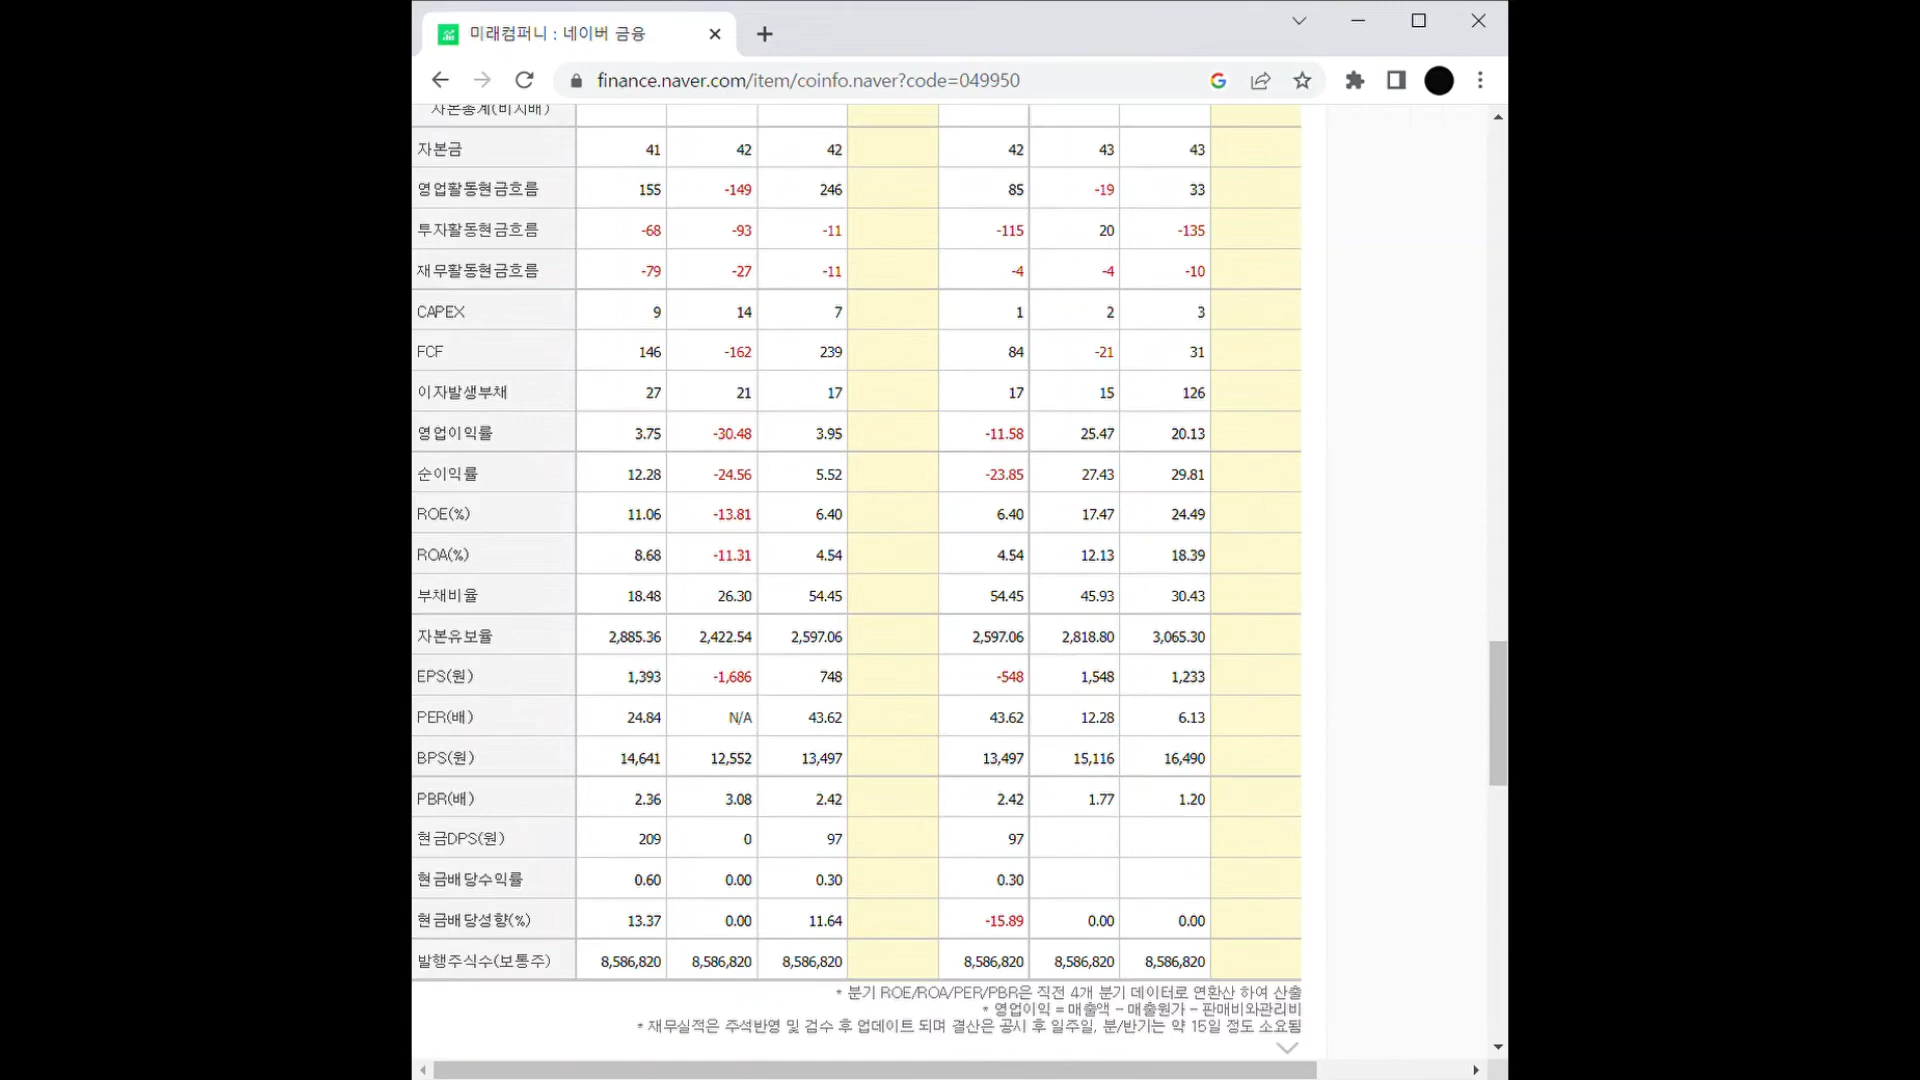 미래컴퍼니 : 네이버 금융
finance.naver.com/item/coinfo.naver?code=049950
자본총계(비지배)
자본금 41 42 42 42 43 43
영업활동현금흐름 155 -149 246 85 -19 33
투자활동현금흐름 -68 -93 -11 -115 20 -135
재무활동현금흐름 -79 -27 -11 -4 -4 -10
CAPEX 9 14 7 1 2 3
FCF 146 -162 239 84 -21 31
이자발생부채 27 21 17 17 15 126
영업이익률 3.75 -30.48 3.95 -11.58 25.47 20.13
순이익률 12.28 -24.56 5.52 -23.85 27.43 29.81
ROE(%) 11.06 -13.81 6.40 6.40 17.47 24.49
ROA(%) 8.68 -11.31 4.54 4.54 12.13 18.39
부채비율 18.48 26.30 54.45 54.45 45.93 30.43
자본유보율 2,885.36 2,422.54 2,597.06 2,597.06 2,818.80 3,065.30
EPS(원) 1,393 -1,686 748 -548 1,548 1,233
PER(배) 24.84 N/A 43.62 43.62 12.28 6.13
BPS(원) 14,641 12,552 13,497 13,497 15,116 16,490
PBR(배) 2.36 3.08 2.42 2.42 1.77 1.20
현금DPS(원) 209 0 97 97
현금배당수익률 0.60 0.00 0.30 0.30
현금배당성향(%) 13.37 0.00 11.64 -15.89 0.00 0.00
발행주식수(보통주) 8,586,820 8,586,820 8,586,820 8,586,820 8,586,820 8,586,820
* 분기 ROE/ROA/PER/PBR은 직전 4개 분기 데이터로 연환산 하여 산출
* 영업이익 = 매출액 - 매출원가 - 판매비와관리비
* 재무실적은 주석반영 및 검수 후 업데이트 되며 결산은 공시 후 일주일, 분/반기는 약 15일 정도 소요됨